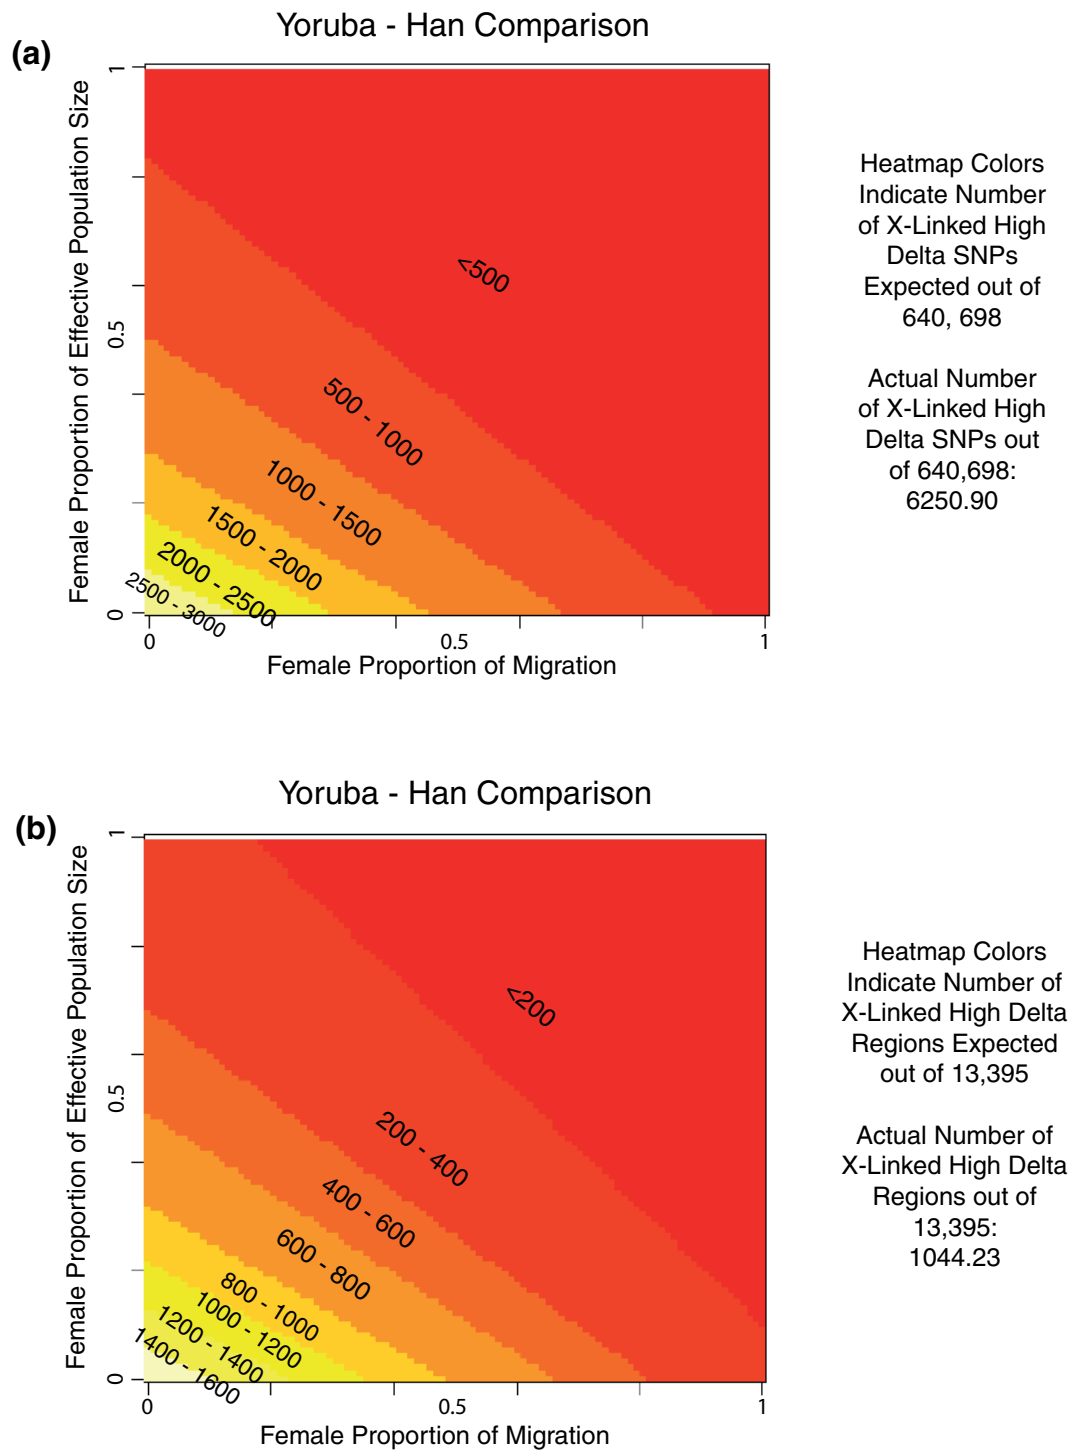 Yoruba - Han Comparison
(a)
Female Proportion of Effective Population Size
1
0.5
0
<500
500 - 1000
1000 - 1500
1500 - 2000
2000 - 2500
2500 - 3000
0
0.5
1
Female Proportion of Migration
Heatmap Colors
Indicate Number
of X-Linked High
Delta SNPs
Expected out of
640, 698
Actual Number
of X-Linked High
Delta SNPs out
of 640,698:
6250.90
Yoruba - Han Comparison
(b)
Female Proportion of Effective Population Size
1
0.5
0
<200
200 - 400
400 - 600
600 - 800
800 - 1000
1000 - 1200
1200 - 1400
1400 - 1600
0
0.5
1
Female Proportion of Migration
Heatmap Colors
Indicate Number of
X-Linked High Delta
Regions Expected
out of 13,395
Actual Number of
X-Linked High Delta
Regions out of
13,395:
1044.23